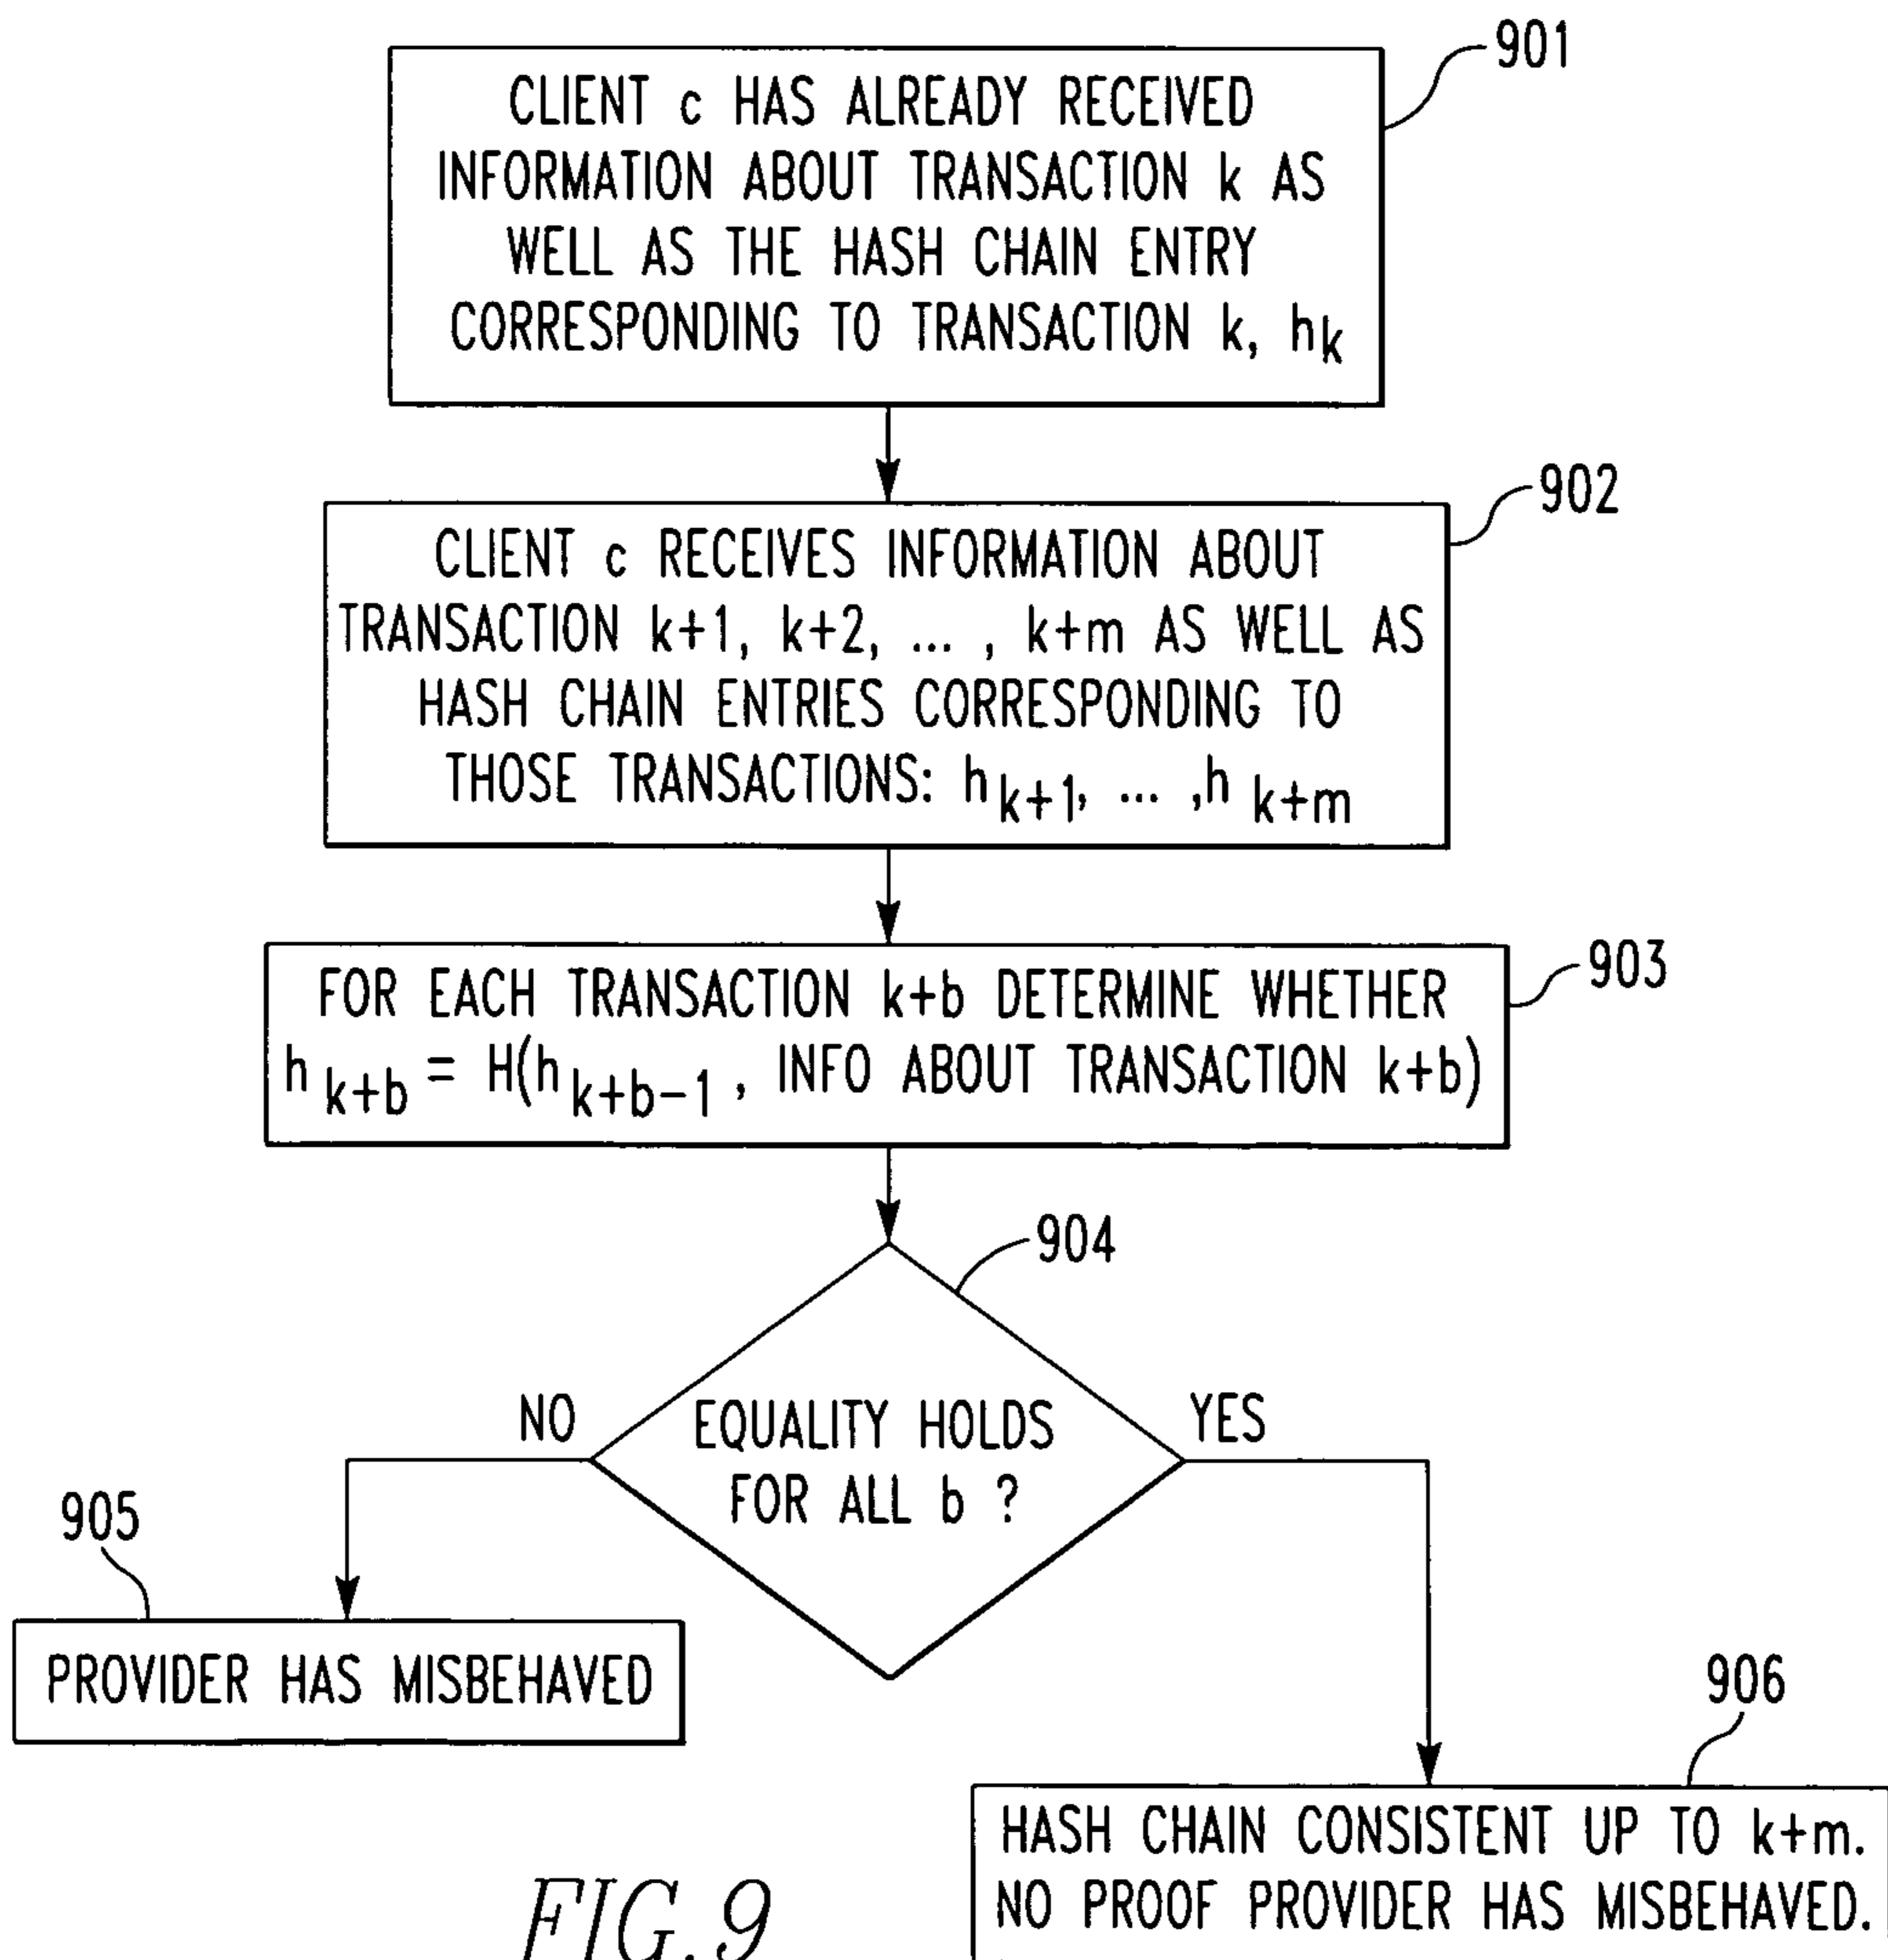 901
CLIENT c HAS ALREADY RECEIVED
INFORMATION ABOUT TRANSACTION k AS
WELL AS THE HASH CHAIN ENTRY
CORRESPONDING TO TRANSACTION k, hk
902
CLIENT c RECEIVES INFORMATION ABOUT
TRANSACTION k+1, k+2, ... , k+m AS WELL AS
HASH CHAIN ENTRIES CORRESPONDING TO
THOSE TRANSACTIONS: hk+1, ... ,h k+m
903
FOR EACH TRANSACTION k+b DETERMINE WHETHER
h k+b = H(h k+b-1 , INFO ABOUT TRANSACTION k+b)
904
EQUALITY HOLDS
FOR ALL b ?
NO
YES
905
PROVIDER HAS MISBEHAVED
906
HASH CHAIN CONSISTENT UP TO k+m.
NO PROOF PROVIDER HAS MISBEHAVED.
FIG. 9